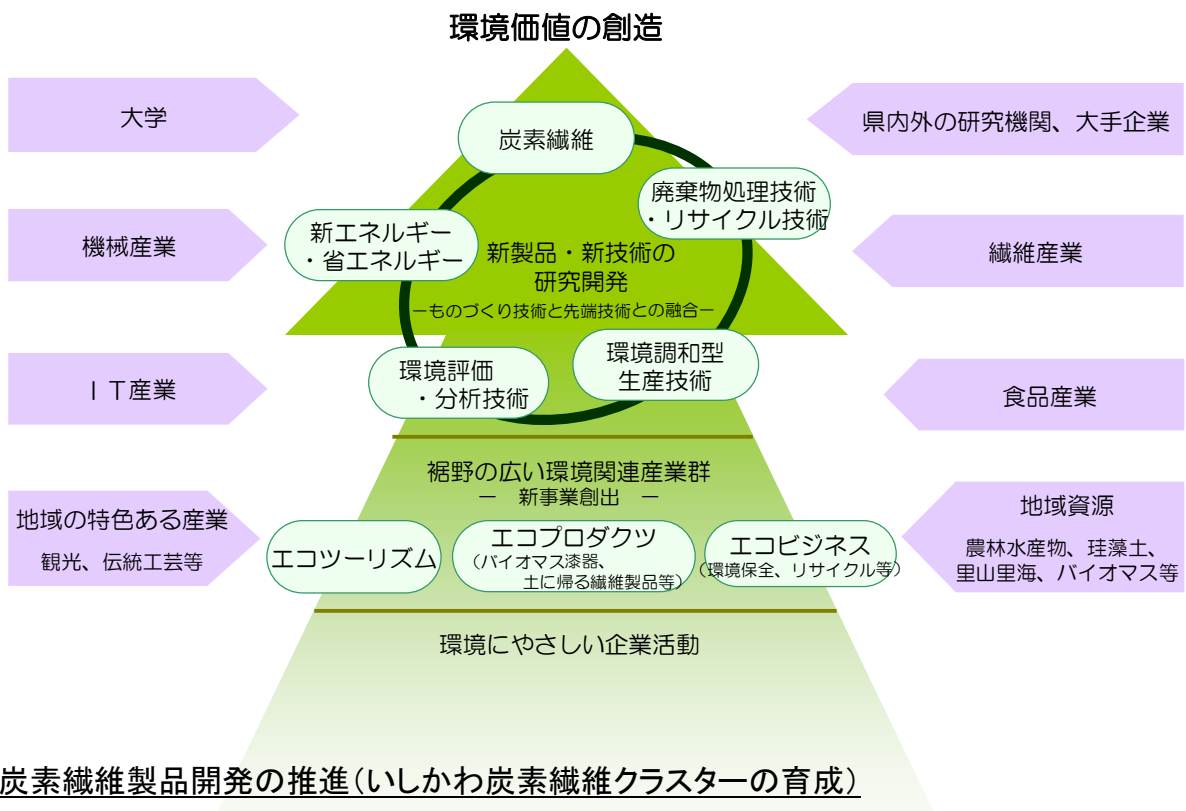 環境価値の創造
大学
炭素繊維
県内外の研究機関、大手企業
廃棄物処理技術
・リサイクル技術
機械産業
新エネルギー
・省エネルギー
新製品・新技術の
研究開発
－ものづくり技術と先端技術との融合－
繊維産業
ＩＴ産業
環境評価
・分析技術
環境調和型
生産技術
食品産業
裾野の広い環境関連産業群
－　新事業創出　－
地域の特色ある産業
観光、伝統工芸等
エコツーリズム
エコプロダクツ
（バイオマス漆器、
土に帰る繊維製品等）
エコビジネス
（環境保全、リサイクル等）
地域資源
農林水産物、珪藻土、
里山里海、バイオマス等
環境にやさしい企業活動
炭素繊維製品開発の推進（いしかわ炭素繊維クラスターの育成）